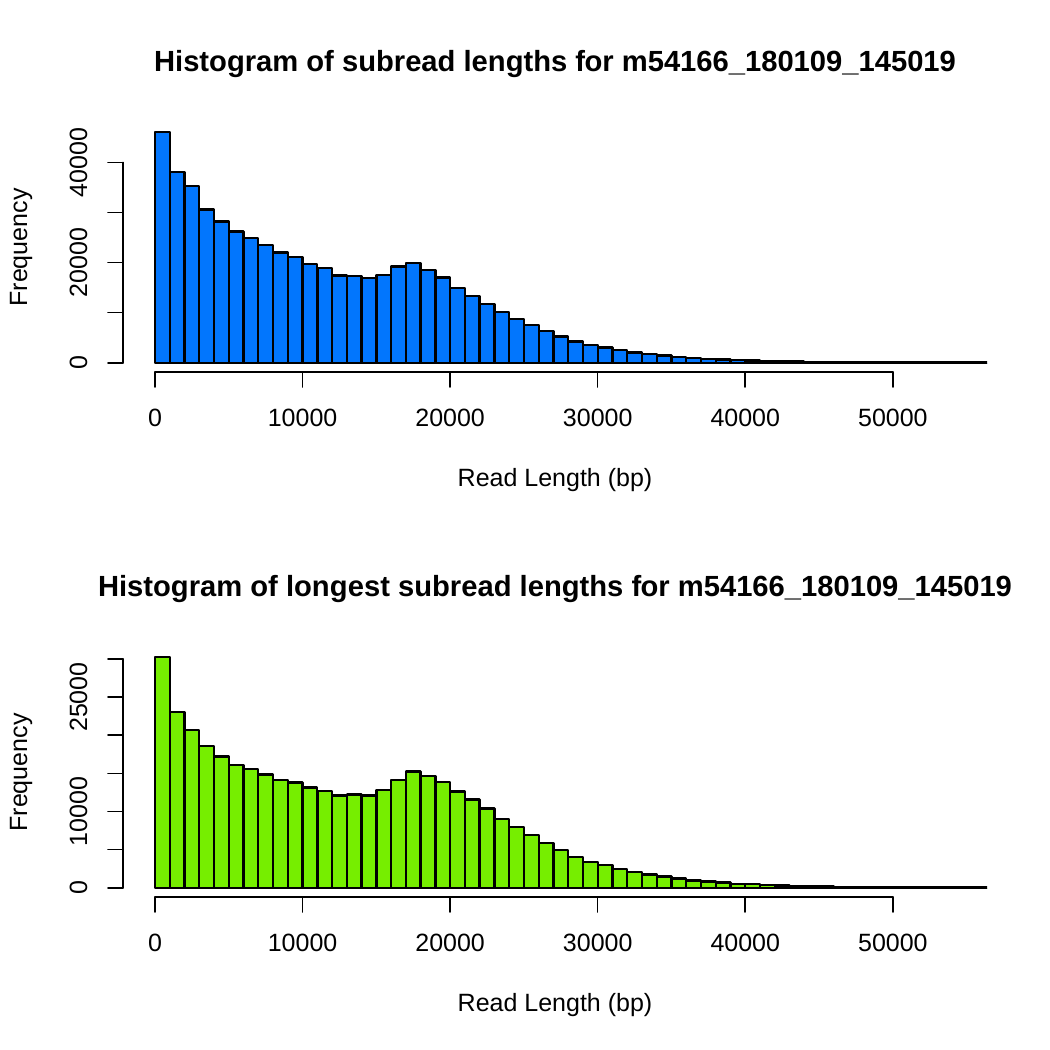 Histogram of subread lengths for m54166_180109_145019
Frequency
0 20000 40000
0 10000 20000 30000 40000 50000
Read Length (bp)
Histogram of longest subread lengths for m54166_180109_145019
Frequency
0 10000 25000
0 10000 20000 30000 40000 50000
Read Length (bp)